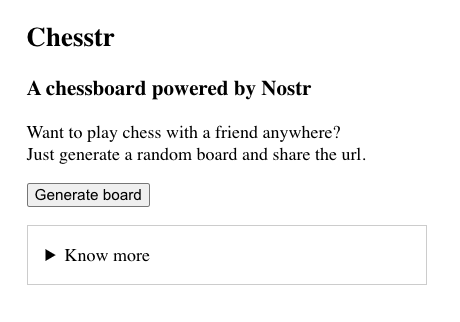 Chesstr
A chessboard powered by Nostr
Want to play chess with a friend anywhere?
Just generate a random board and share the url.
Generate board
Know more